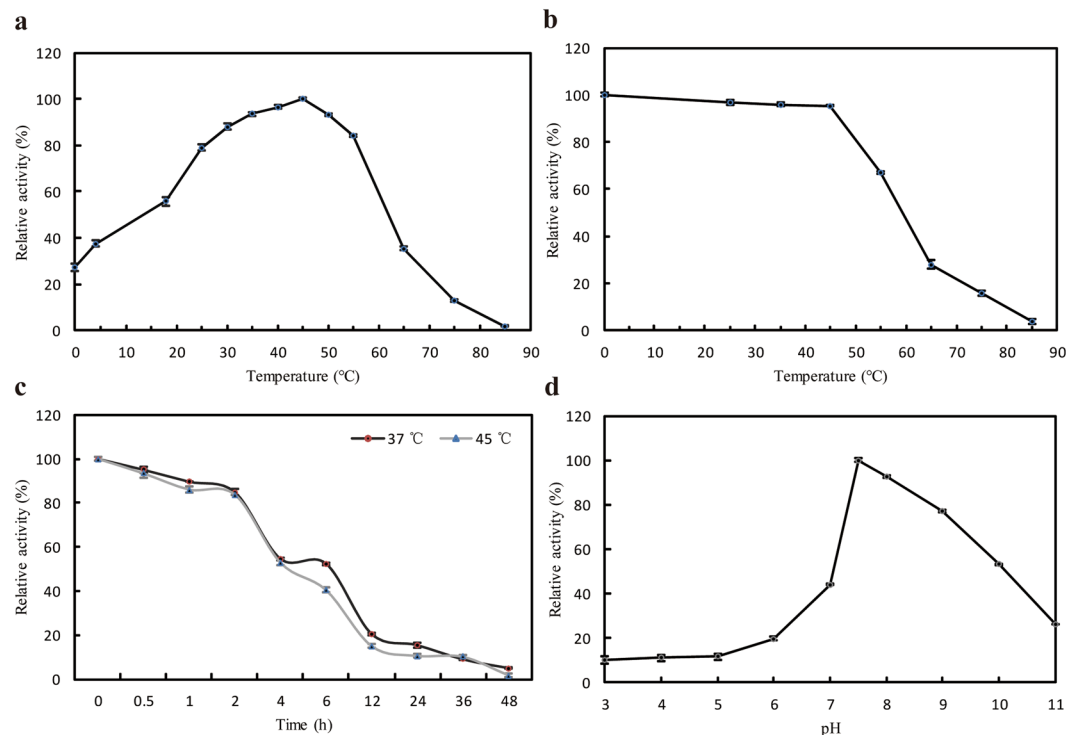 a
120
100
80
60
40
20
0
Relative activity (%)
0 10 20 30 40 50 60 70 80 90
Temperature (℃)
b
120
100
80
60
40
20
0
Relative activity (%)
0 10 20 30 40 50 60 70 80 90
Temperature (℃)
c
120
100
80
60
40
20
0
Relative activity (%)
37 ℃ 45 ℃
0 0.5 1 2 4 6 12 24 36 48
Time (h)
d
120
100
80
60
40
20
0
Relative activity (%)
3 4 5 6 7 8 9 10 11
pH